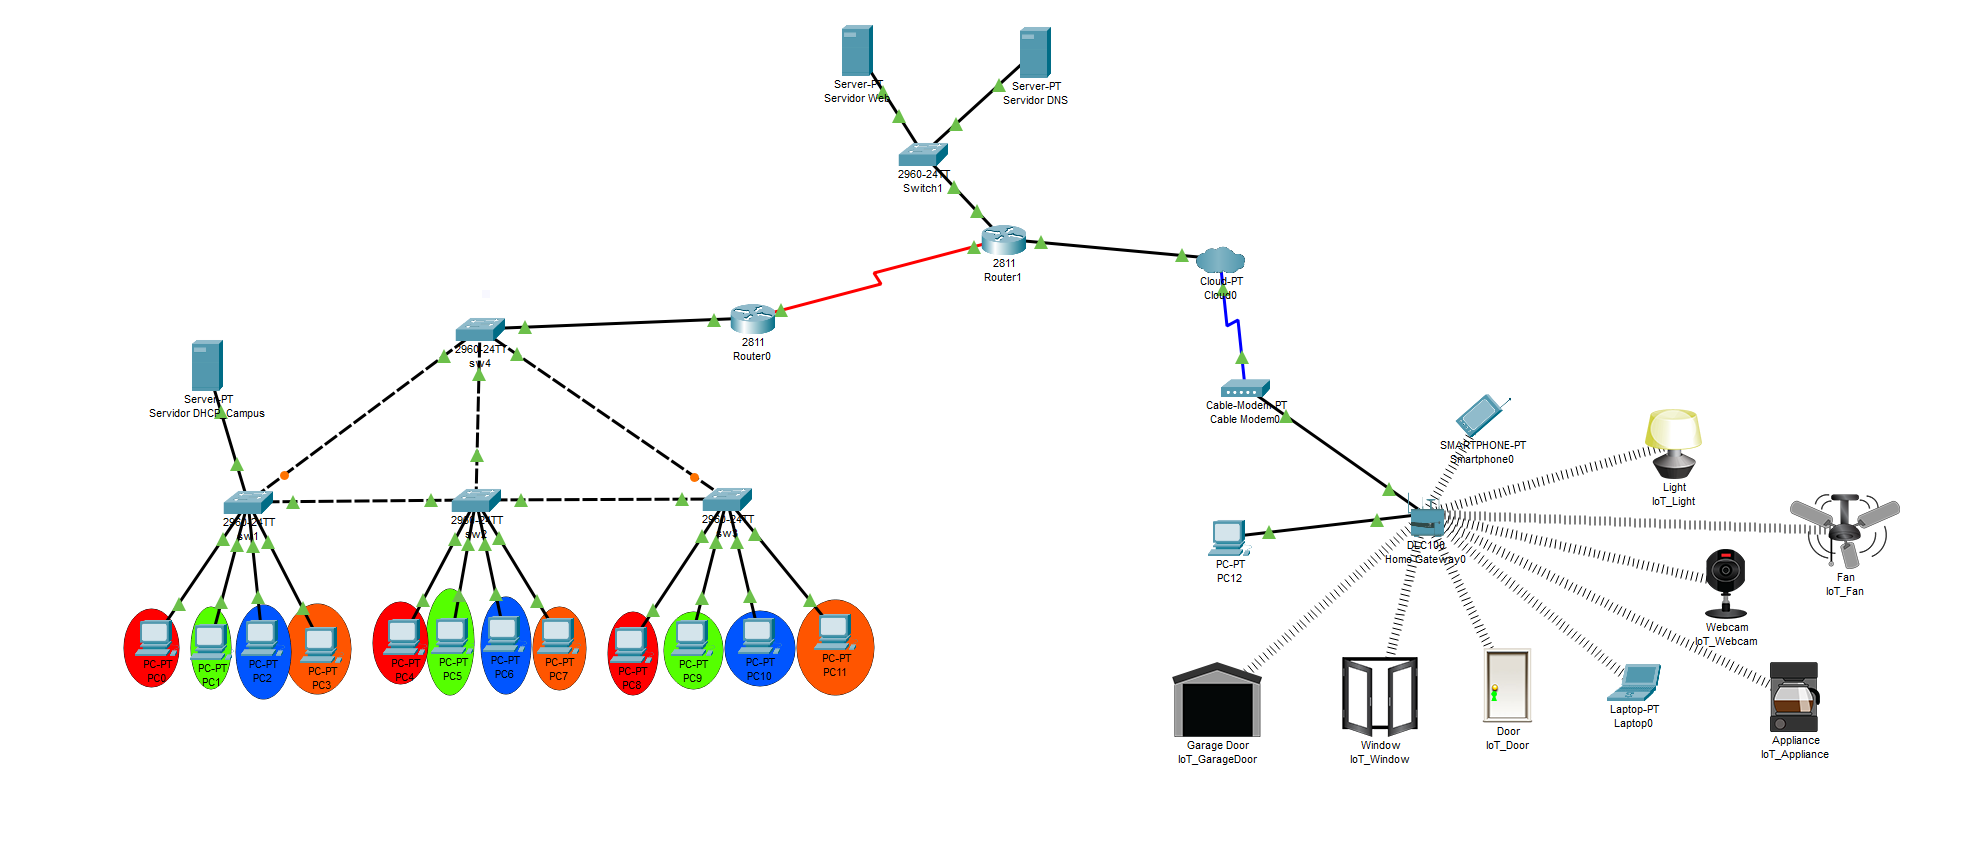 Server-PT
Servidor Web
Server-PT
Servidor DNS
2960-24TT
Switch1
2811
Router1
Cloud-PT
Cloud0
2811
Router0
2960-24TT
sw4
Server-PT
Servidor DHCP_Campus
Cable-Modem-PT
Cable Modem0
SMARTPHONE-PT
Smartphone0
Light
IoT_Light
2960-24TT
sw1
2960-24TT
sw2
2960-24TT
sw3
DLC100
Home Gateway0
PC-PT
PC12
Fan
IoT_Fan
Webcam
IoT_Webcam
PC-PT
PC0
PC-PT
PC1
PC-PT
PC2
PC-PT
PC3
PC-PT
PC4
PC-PT
PC5
PC-PT
PC6
PC-PT
PC7
PC-PT
PC8
PC-PT
PC9
PC-PT
PC10
PC-PT
PC11
Garage Door
IoT_GarageDoor
Window
IoT_Window
Door
IoT_Door
Laptop-PT
Laptop0
Appliance
IoT_Appliance